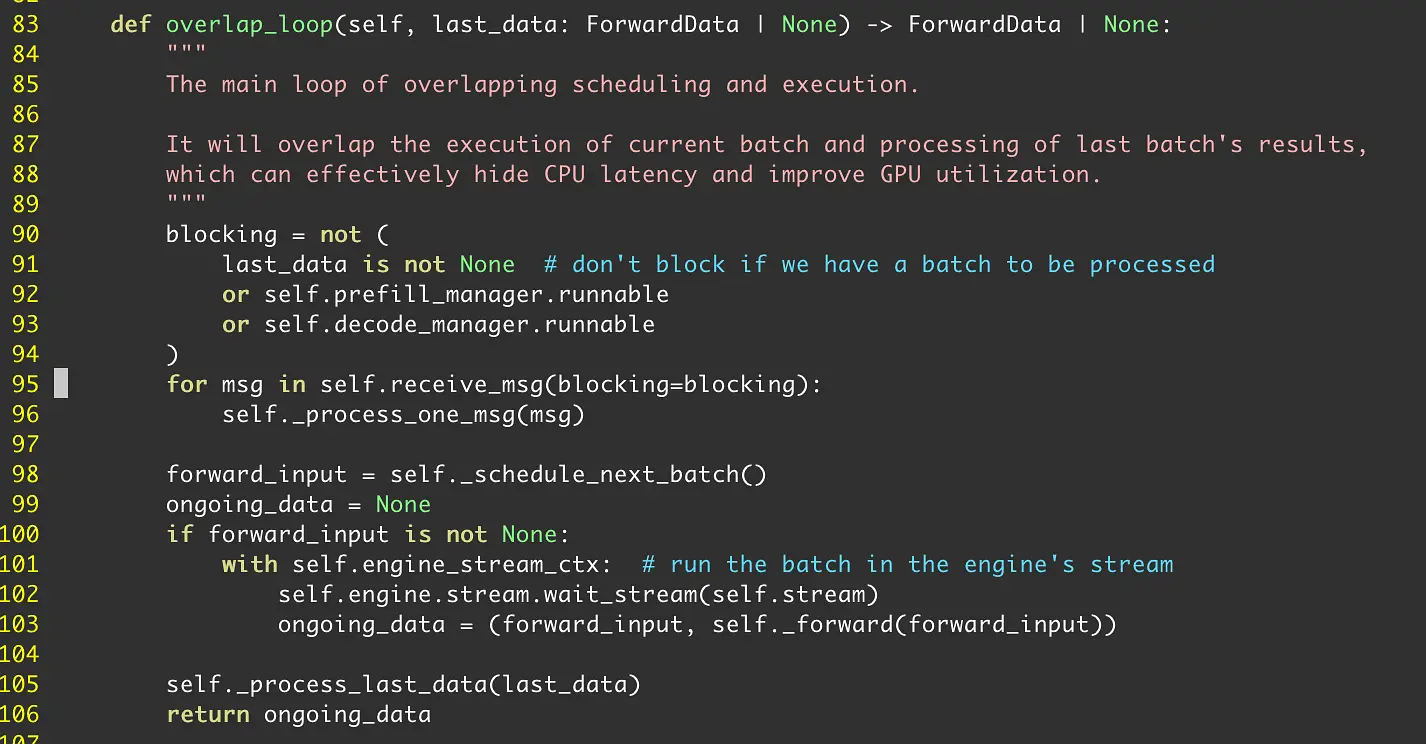 83     def overlap_loop(self, last_data: ForwardData | None) -> ForwardData | None:
84         """
85         The main loop of overlapping scheduling and execution.
86
87         It will overlap the execution of current batch and processing of last batch's results,
88         which can effectively hide CPU latency and improve GPU utilization.
89         """
90         blocking = not (
91             last_data is not None  # don't block if we have a batch to be processed
92             or self.prefill_manager.runnable
93             or self.decode_manager.runnable
94         )
95         for msg in self.receive_msg(blocking=blocking):
96             self._process_one_msg(msg)
97
98         forward_input = self._schedule_next_batch()
99         ongoing_data = None
100         if forward_input is not None:
101             with self.engine_stream_ctx:  # run the batch in the engine's stream
102                 self.engine.stream.wait_stream(self.stream)
103                 ongoing_data = (forward_input, self._forward(forward_input))
104
105         self._process_last_data(last_data)
106         return ongoing_data